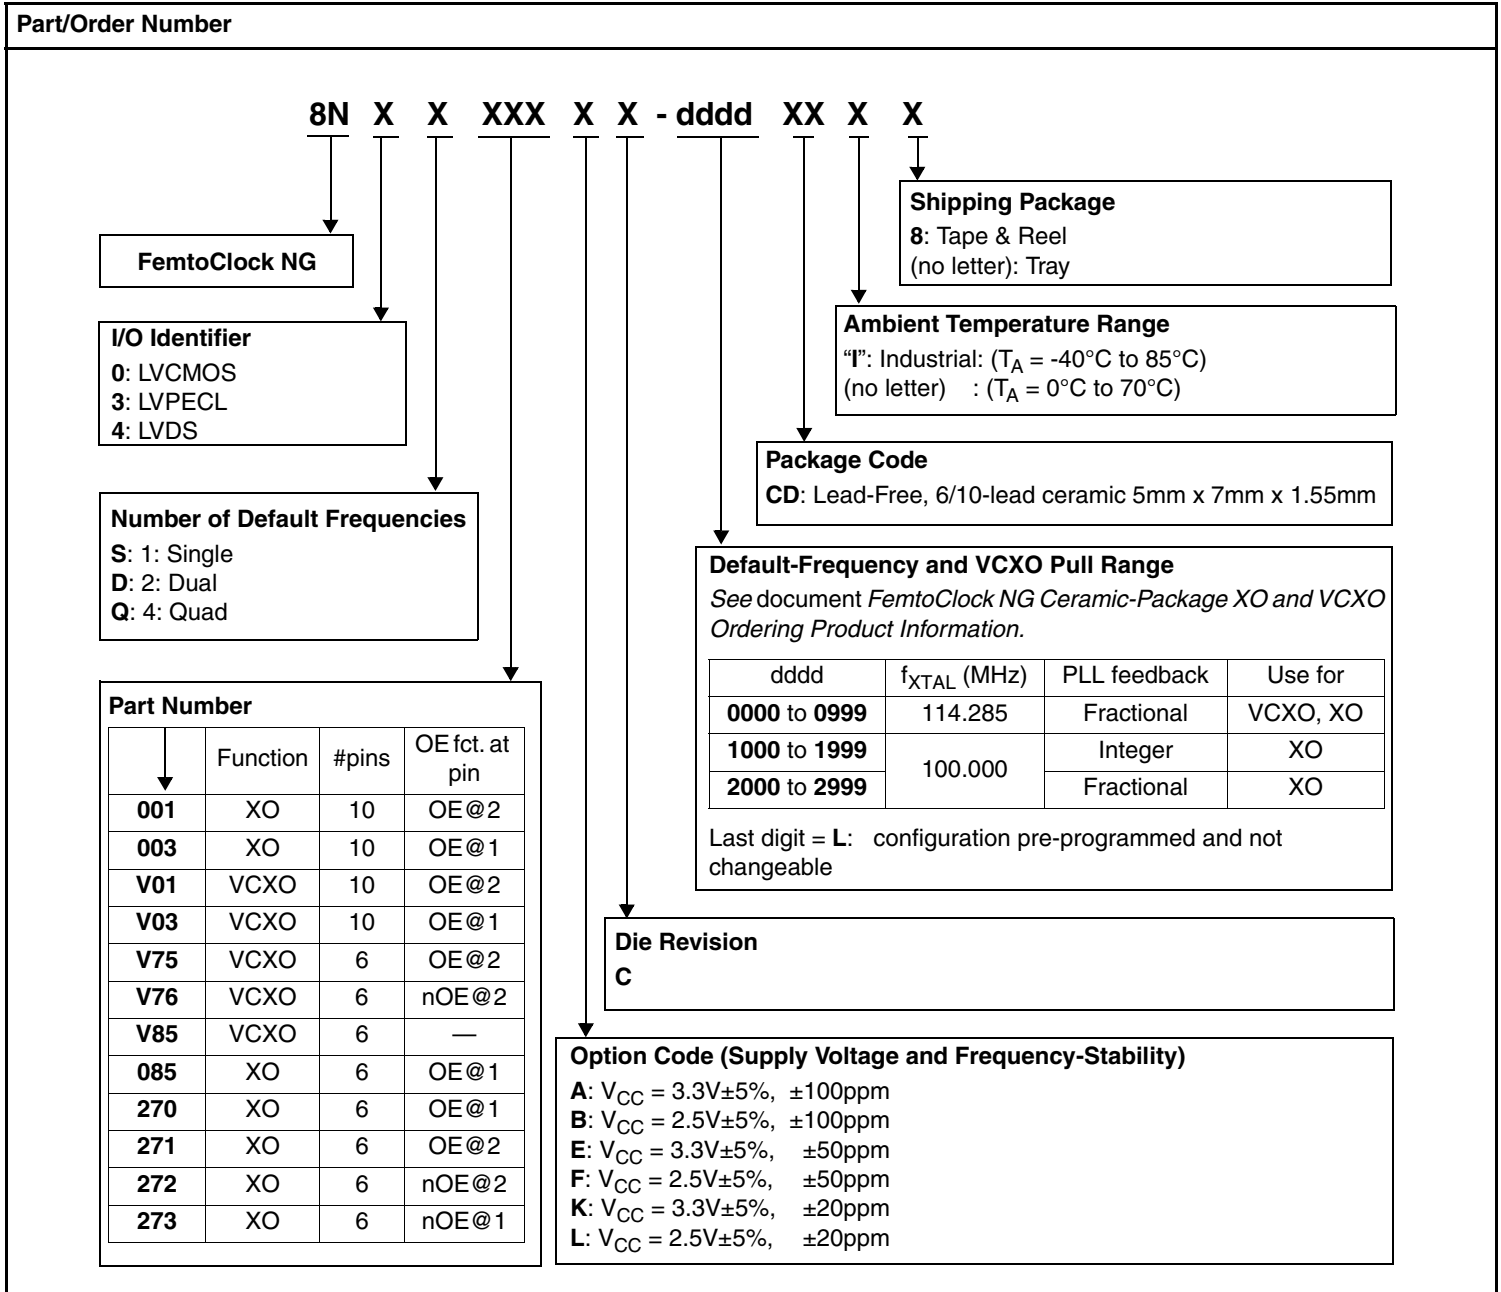 Part/Order Number
8N X X XXX X X - dddd XX X X
Shipping Package
8: Tape & Reel
(no letter): Tray
FemtoClock NG
Ambient Temperature Range
“I”: Industrial: (TA = -40°C to 85°C)
(no letter) : (TA = 0°C to 70°C)
I/O Identifier
0: LVCMOS
3: LVPECL
4: LVDS
Package Code
CD: Lead-Free, 6/10-lead ceramic 5mm x 7mm x 1.55mm
Number of Default Frequencies
S: 1: Single
D: 2: Dual
Q: 4: Quad
Default-Frequency and VCXO Pull Range
See document FemtoClock NG Ceramic-Package XO and VCXO
Ordering Product Information.
dddd fXTAL (MHz) PLL feedback Use for
0000 to 0999 114.285 Fractional VCXO, XO
1000 to 1999 100.000 Integer XO
2000 to 2999 Fractional XO
Last digit = L: configuration pre-programmed and not
changeable
Part Number
Function #pins OE fct. at
pin
001 XO 10 OE@2
003 XO 10 OE@1
V01 VCXO 10 OE@2
V03 VCXO 10 OE@1
V75 VCXO 6 OE@2
V76 VCXO 6 nOE@2
V85 VCXO 6 —
085 XO 6 OE@1
270 XO 6 OE@1
271 XO 6 OE@2
272 XO 6 nOE@2
273 XO 6 nOE@1
Die Revision
C
Option Code (Supply Voltage and Frequency-Stability)
A: VCC = 3.3V±5%, ±100ppm
B: VCC = 2.5V±5%, ±100ppm
E: VCC = 3.3V±5%, ±50ppm
F: VCC = 2.5V±5%, ±50ppm
K: VCC = 3.3V±5%, ±20ppm
L: VCC = 2.5V±5%, ±20ppm